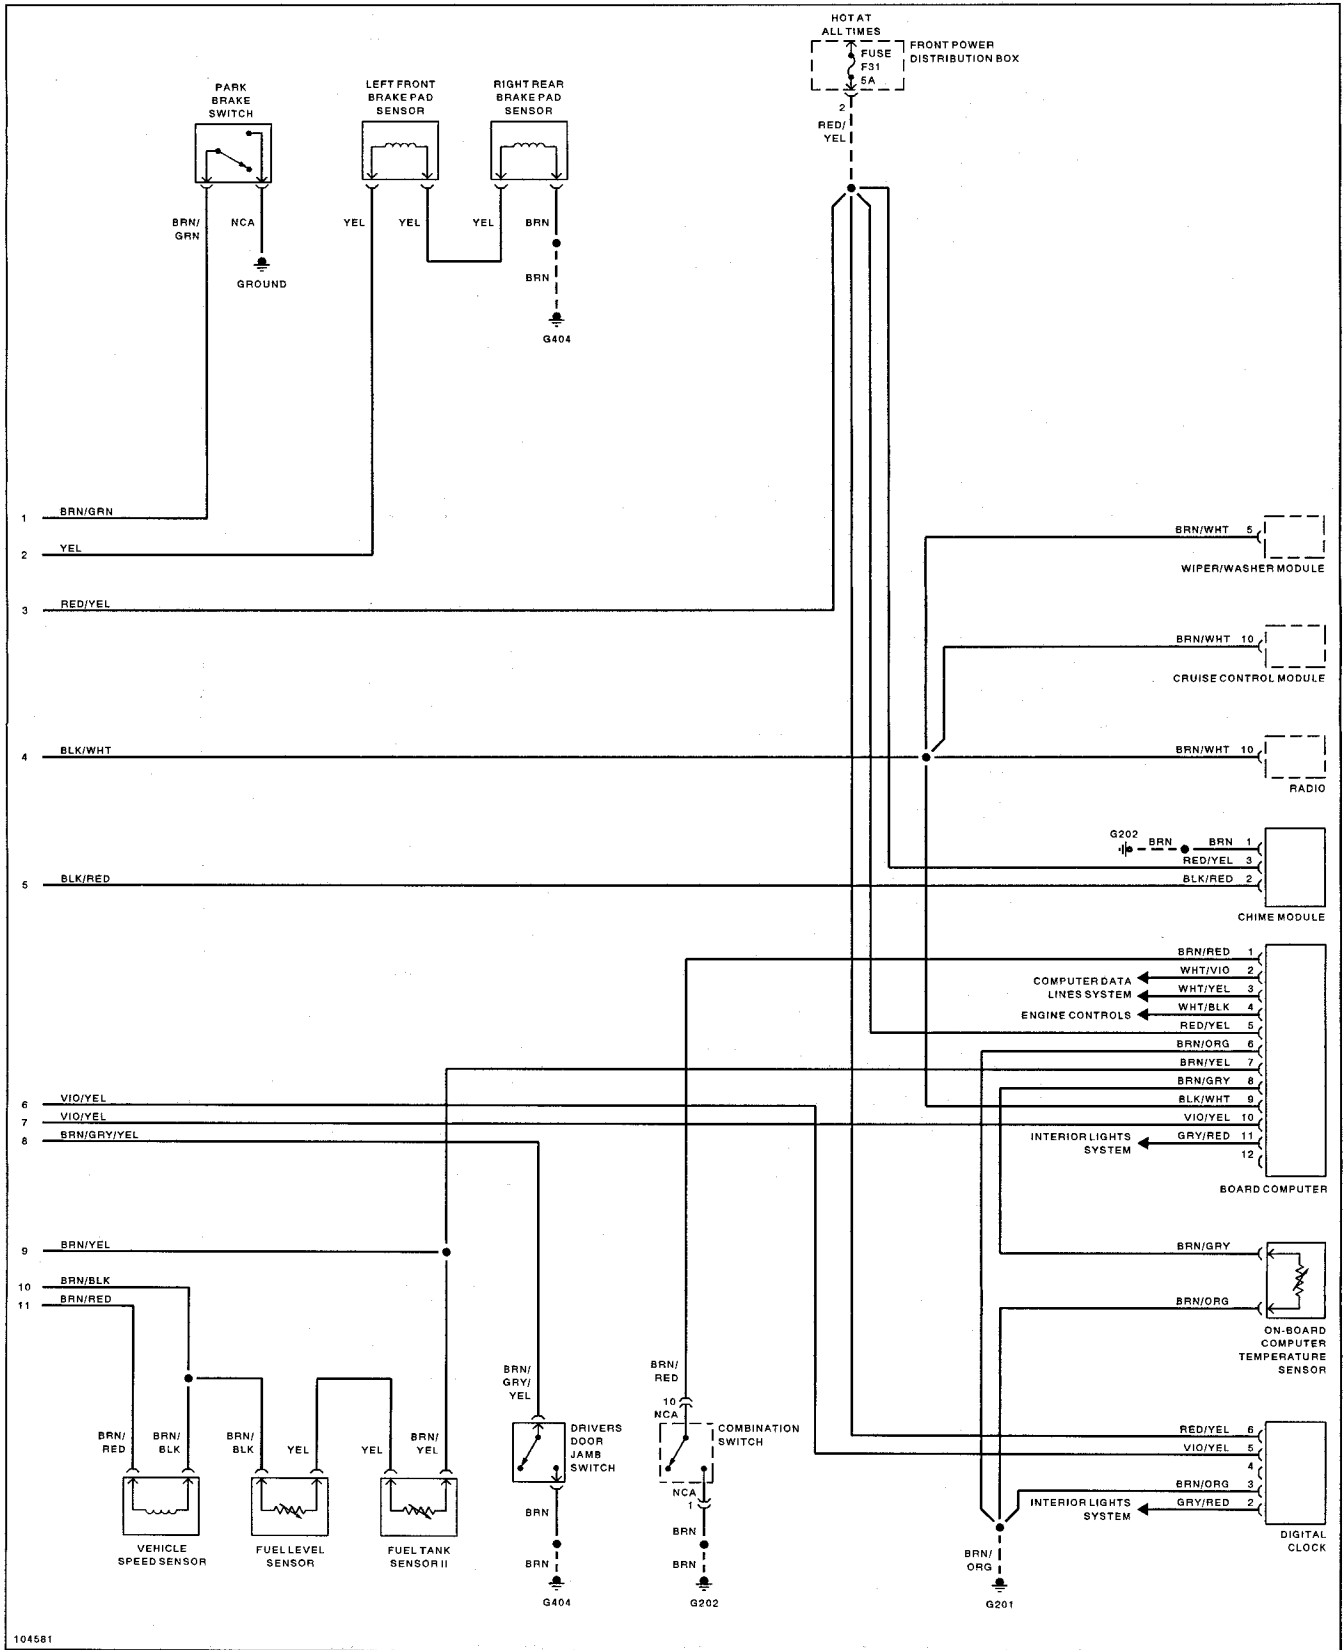 HOT AT
ALL TIMES
FUSE
F31
5A
FRONT POWER
DISTRIBUTION BOX
2
RED/
YEL
PARK
BRAKE
SWITCH
LEFT FRONT
BRAKE PAD
SENSOR
RIGHT REAR
BRAKE PAD
SENSOR
BRN/
GRN
NCA
YEL
YEL
YEL
BRN
GROUND
BRN
G404
1 BRN/GRN
2 YEL
3 RED/YEL
4 BLK/WHT
5 BLK/RED
BRN/WHT 5
WIPER/WASHER MODULE
BRN/WHT 10
CRUISE CONTROL MODULE
BRN/WHT 10
RADIO
G202
BRN
BRN 1
RED/YEL 3
BLK/RED 2
CHIME MODULE
BRN/RED 1
WHT/VIO 2
COMPUTER DATA
LINES SYSTEM
WHT/YEL 3
ENGINE CONTROLS
WHT/BLK 4
RED/YEL 5
BRN/ORG 6
BRN/YEL 7
BRN/GRY 8
BLK/WHT 9
VIO/YEL 10
INTERIOR LIGHTS
SYSTEM
GRY/RED 11
12
BOARD COMPUTER
6 VIO/YEL
7 VIO/YEL
8 BRN/GRY/YEL
9 BRN/YEL
10 BRN/BLK
11 BRN/RED
BRN/GRY
BRN/ORG
ON-BOARD
COMPUTER
TEMPERATURE
SENSOR
BRN/
GRY/
YEL
BRN/
RED
10
NCA
DRIVERS
DOOR
JAMB
SWITCH
COMBINATION
SWITCH
BRN/
RED
BRN/
BLK
BRN/
BLK
YEL
YEL
BRN/
YEL
RED/YEL 6
VIO/YEL 5
4
BRN/ORG 3
INTERIOR LIGHTS
SYSTEM
GRY/RED 2
DIGITAL
CLOCK
NCA
1
BRN
BRN
VEHICLE
SPEED SENSOR
FUEL LEVEL
SENSOR
FUEL TANK
SENSOR II
BRN
BRN
BRN/
ORG
G404
G202
G201
104581